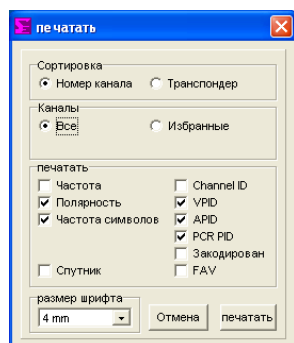 печатать
Сортировка
Номер канала Транспондер
Каналы
Все Избранные
печатать
Частота Channel ID
Полярность VPID
Частота символов APID
PCR PID
Закодирован
Спутник FAV
размер шрифта
4 mm Отмена печатать